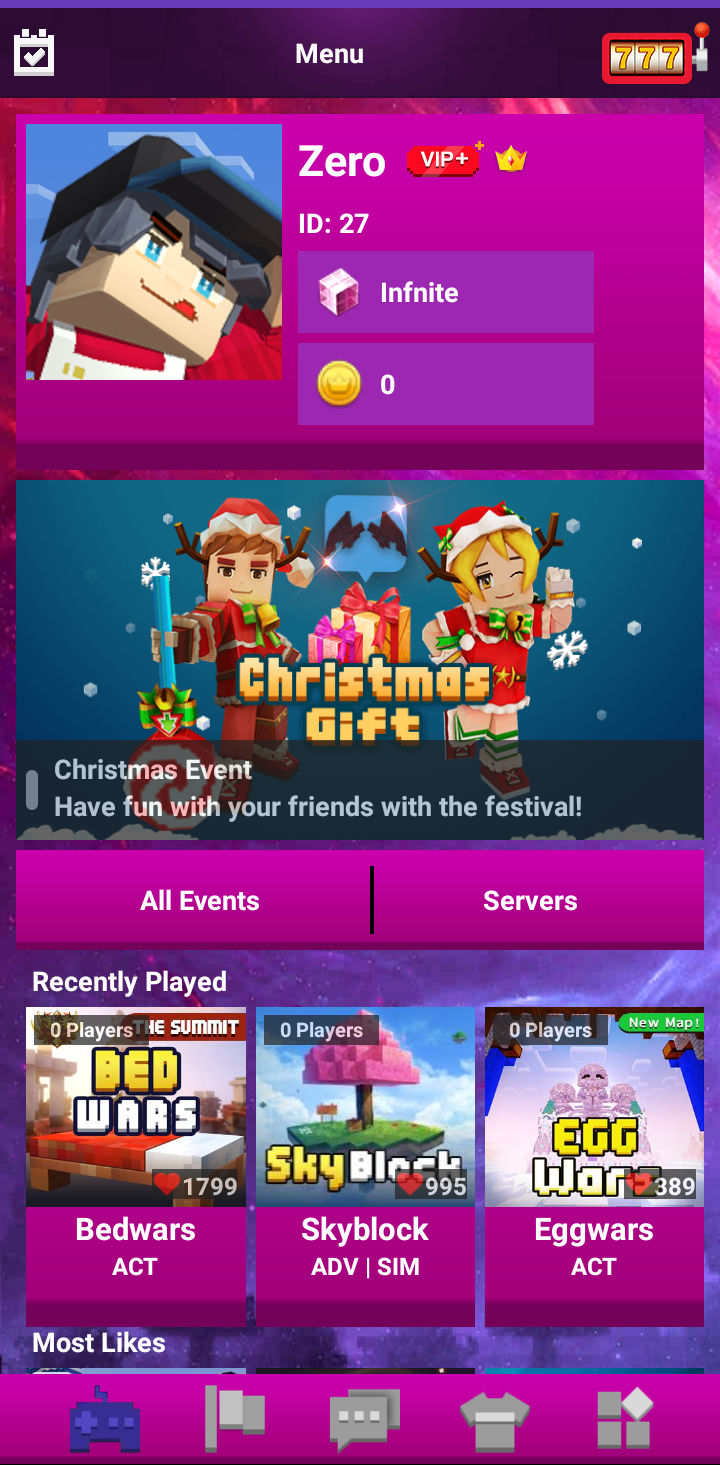 Menu
777
Zero VIP+
ID: 27
Infnite
0
Christmas
Gift
Christmas Event
Have fun with your friends with the festival!
All Events
Servers
Recently Played
0 Players THE SUMMIT
BED
WARS
1799
Bedwars
ACT
0 Players
SkyBlock
995
Skyblock
ADV | SIM
0 Players New Map!
EGG
Wars
389
Eggwars
ACT
Most Likes